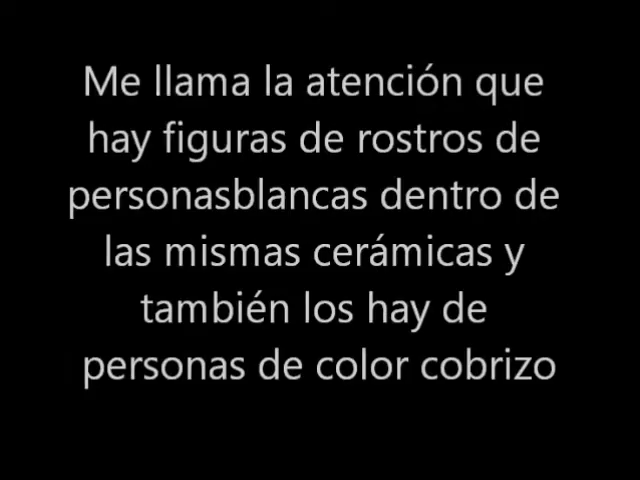 Me llama la atención que
hay figuras de rostros de
personasblancas dentro de
las mismas cerámicas y
también los hay de
personas de color cobrizo